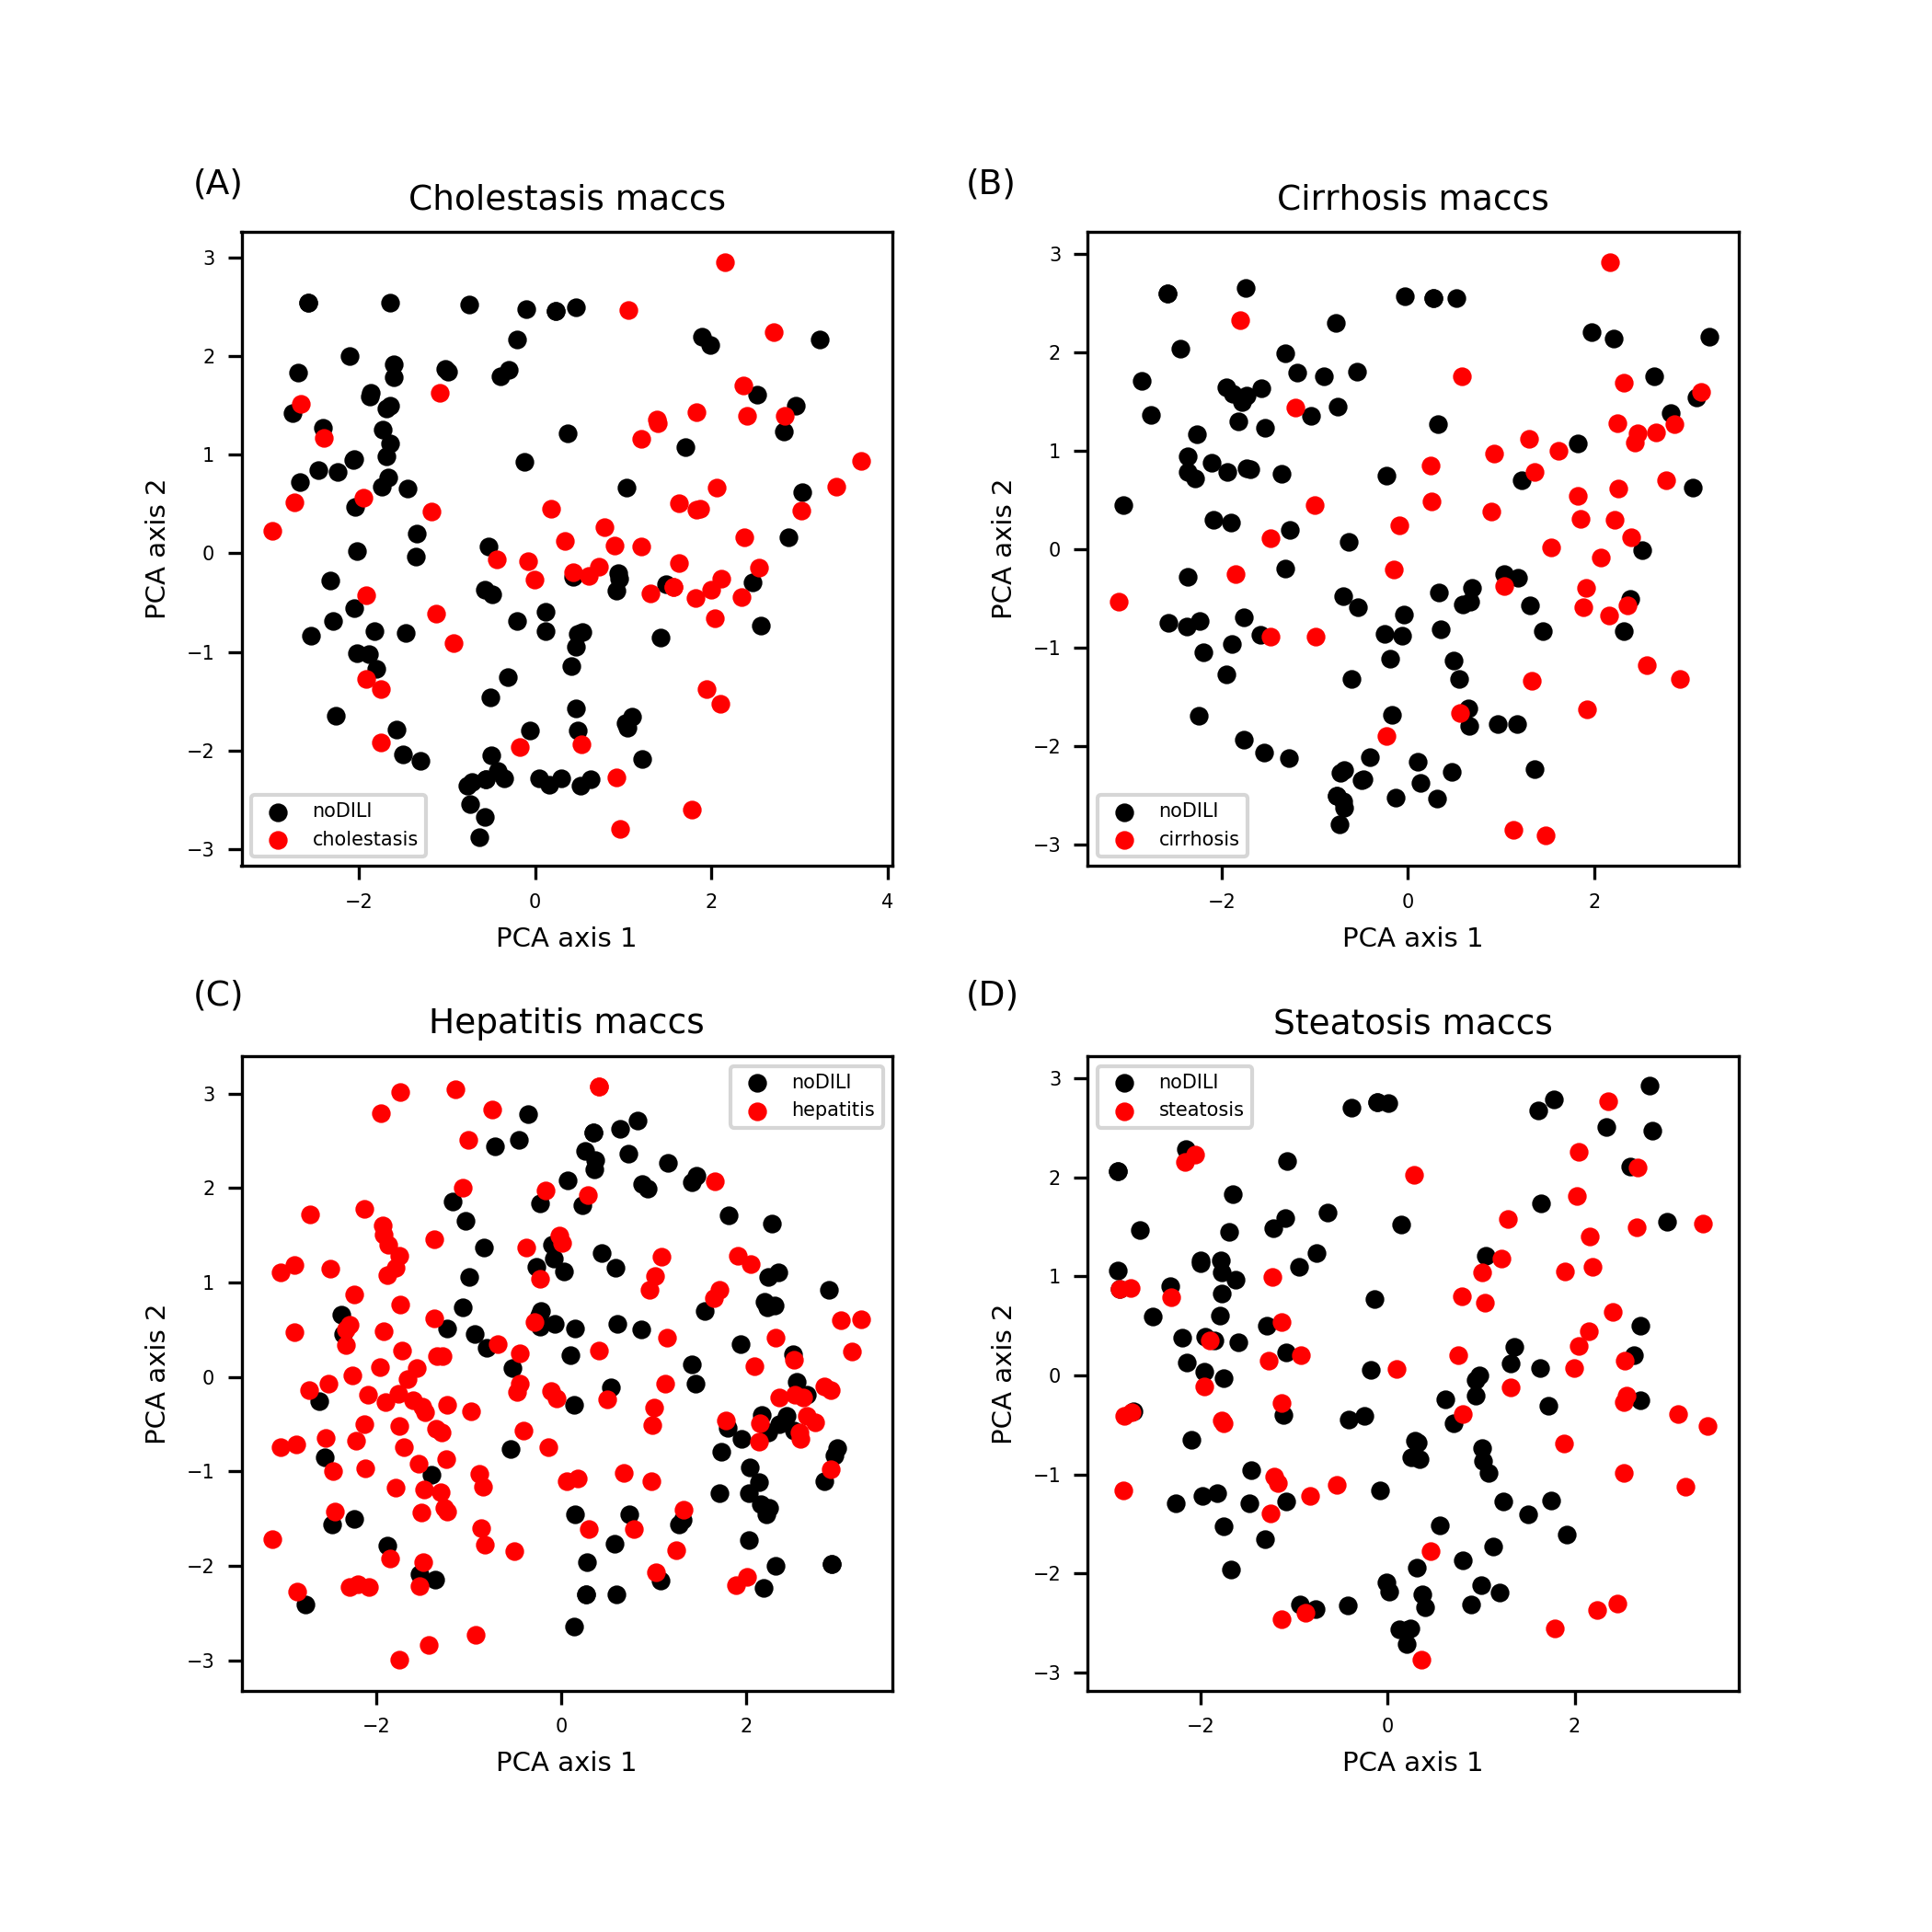 (A)
Cholestasis maccs
3
2
1
0
−1
−2
−3
PCA axis 2
noDILI
cholestasis
−2
0
2
4
PCA axis 1
(B)
Cirrhosis maccs
3
2
1
0
−1
−2
−3
PCA axis 2
noDILI
cirrhosis
−2
0
2
PCA axis 1
(C)
Hepatitis maccs
3
2
1
0
−1
−2
−3
PCA axis 2
noDILI
hepatitis
−2
0
2
PCA axis 1
(D)
Steatosis maccs
3
2
1
0
−1
−2
−3
PCA axis 2
noDILI
steatosis
−2
0
2
PCA axis 1